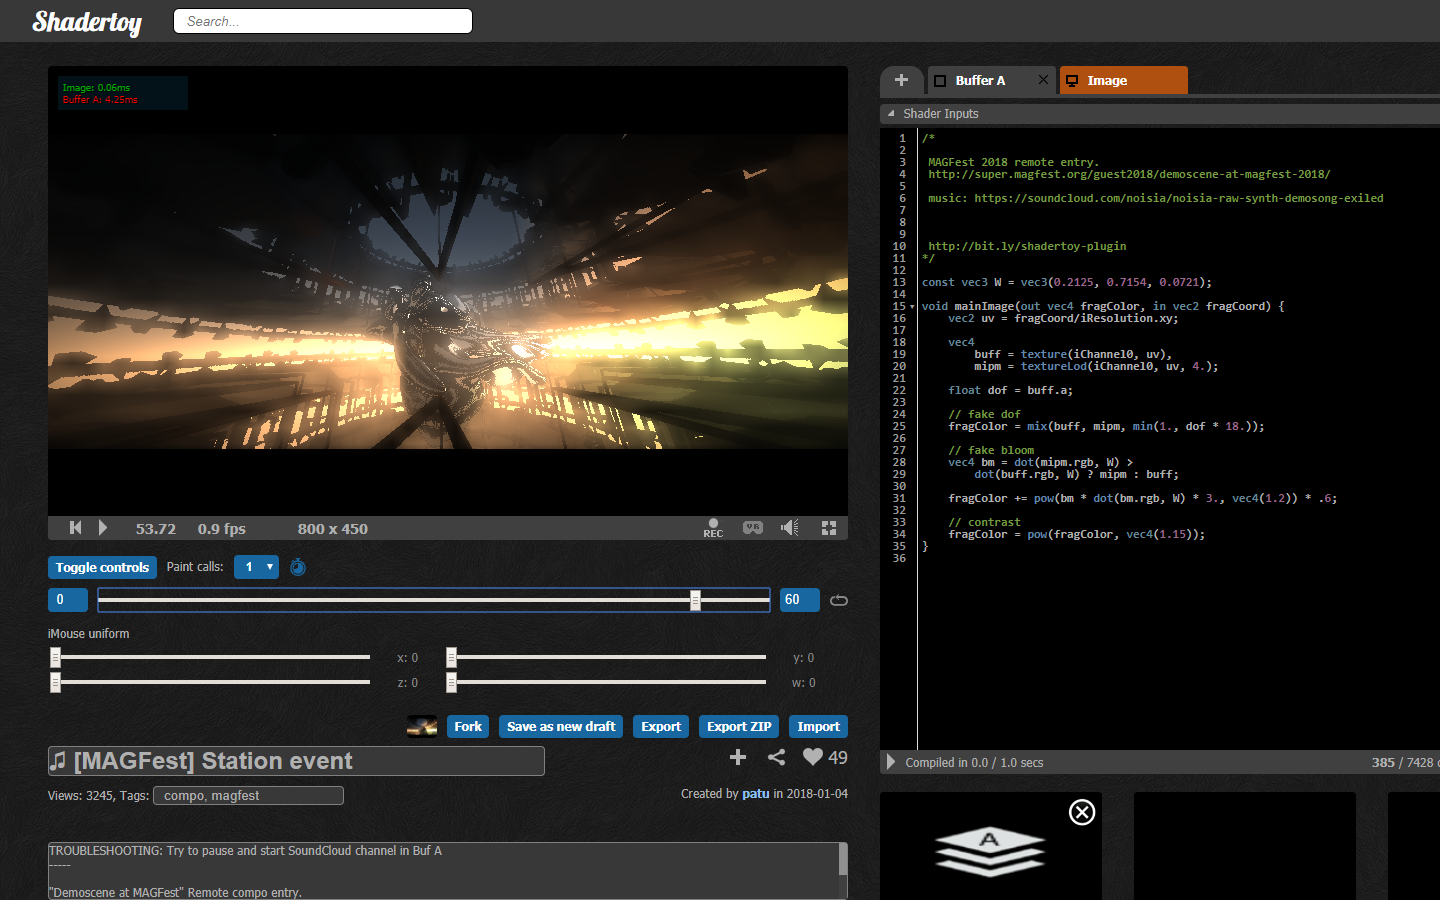 Shadertoy
Search...
Image: 0.06ms
Buffer A: 4.25ms
53.72
0.9 fps
800 x 450
REC
VR
Toggle controls
Paint calls:
1
0
60
iMouse uniform
x: 0
y: 0
z: 0
w: 0
Fork
Save as new draft
Export
Export ZIP
Import
[MAGFest] Station event
49
Views: 3245, Tags:
compo, magfest
Created by patu in 2018-01-04
TROUBLESHOOTING: Try to pause and start SoundCloud channel in Buf A
-----
"Demoscene at MAGFest" Remote compo entry.
Buffer A
Image
Shader Inputs
1 /*
2
3 MAGFest 2018 remote entry.
4 http://super.magfest.org/guest2018/demoscene-at-magfest-2018/
5
6 music: https://soundcloud.com/noisia/noisia-raw-synth-demosong-exiled
7
8
9
10 http://bit.ly/shadertoy-plugin
11 */
12
13 const vec3 W = vec3(0.2125, 0.7154, 0.0721);
14
15 void mainImage(out vec4 fragColor, in vec2 fragCoord) {
16 vec2 uv = fragCoord/iResolution.xy;
17
18 vec4
19 buff = texture(iChannel0, uv),
20 mipm = textureLod(iChannel0, uv, 4.);
21
22 float dof = buff.a;
23
24 // fake dof
25 fragColor = mix(buff, mipm, min(1., dof * 18.));
26
27 // fake bloom
28 vec4 bm = dot(mipm.rgb, W) >
29 dot(buff.rgb, W) ? mipm : buff;
30
31 fragColor += pow(bm * dot(bm.rgb, W) * 3., vec4(1.2)) * .6;
32
33 // contrast
34 fragColor = pow(fragColor, vec4(1.15));
35 }
36
Compiled in 0.0 / 1.0 secs
385 / 7428
A